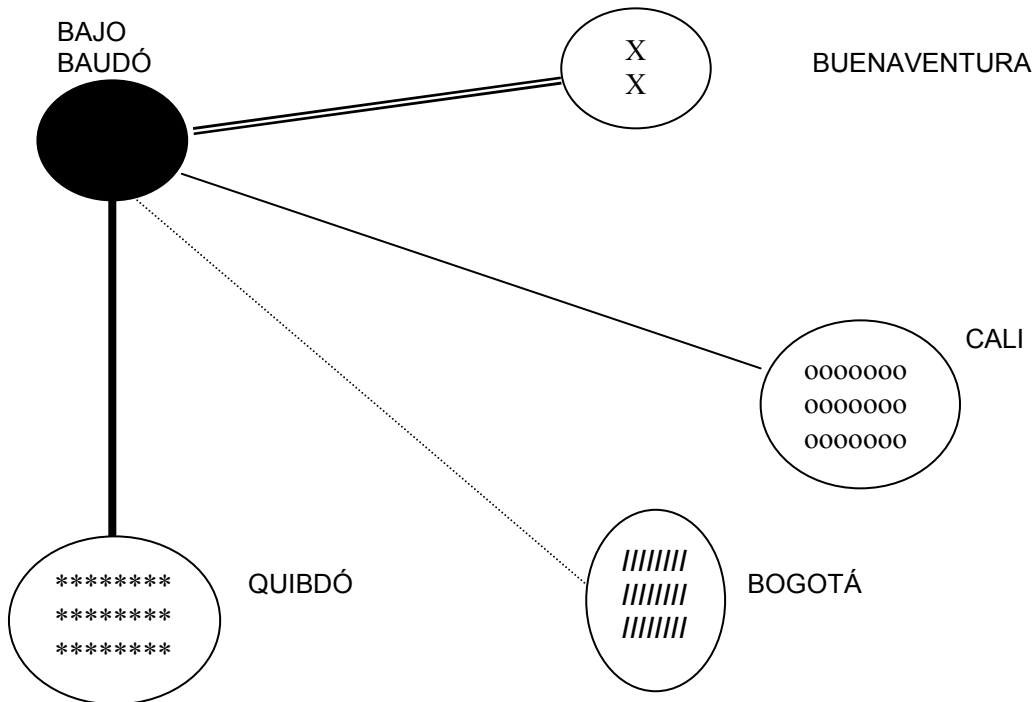 BAJO
BAUDÓ
X
X
BUENAVENTURA
CALI
ooooooo
ooooooo
ooooooo
********
********
********
QUIBDÓ
////////
////////
////////
BOGOTÁ